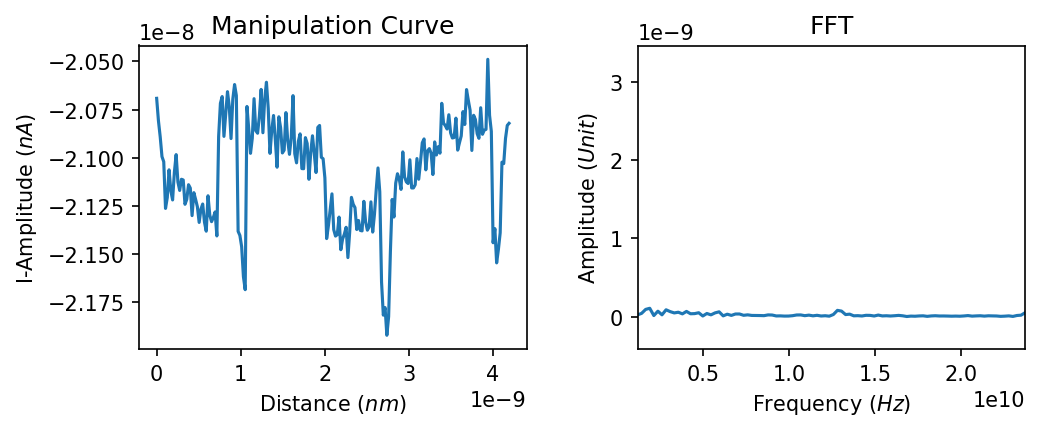 Manipulation Curve
1e−8
−2.050
−2.075
−2.100
−2.125
−2.150
−2.175
I-Amplitude (nA)
0 1 2 3 4
Distance (nm)
1e−9
FFT
1e−9
3
2
1
0
Amplitude (Unit)
0.5 1.0 1.5 2.0
Frequency (Hz)
1e10